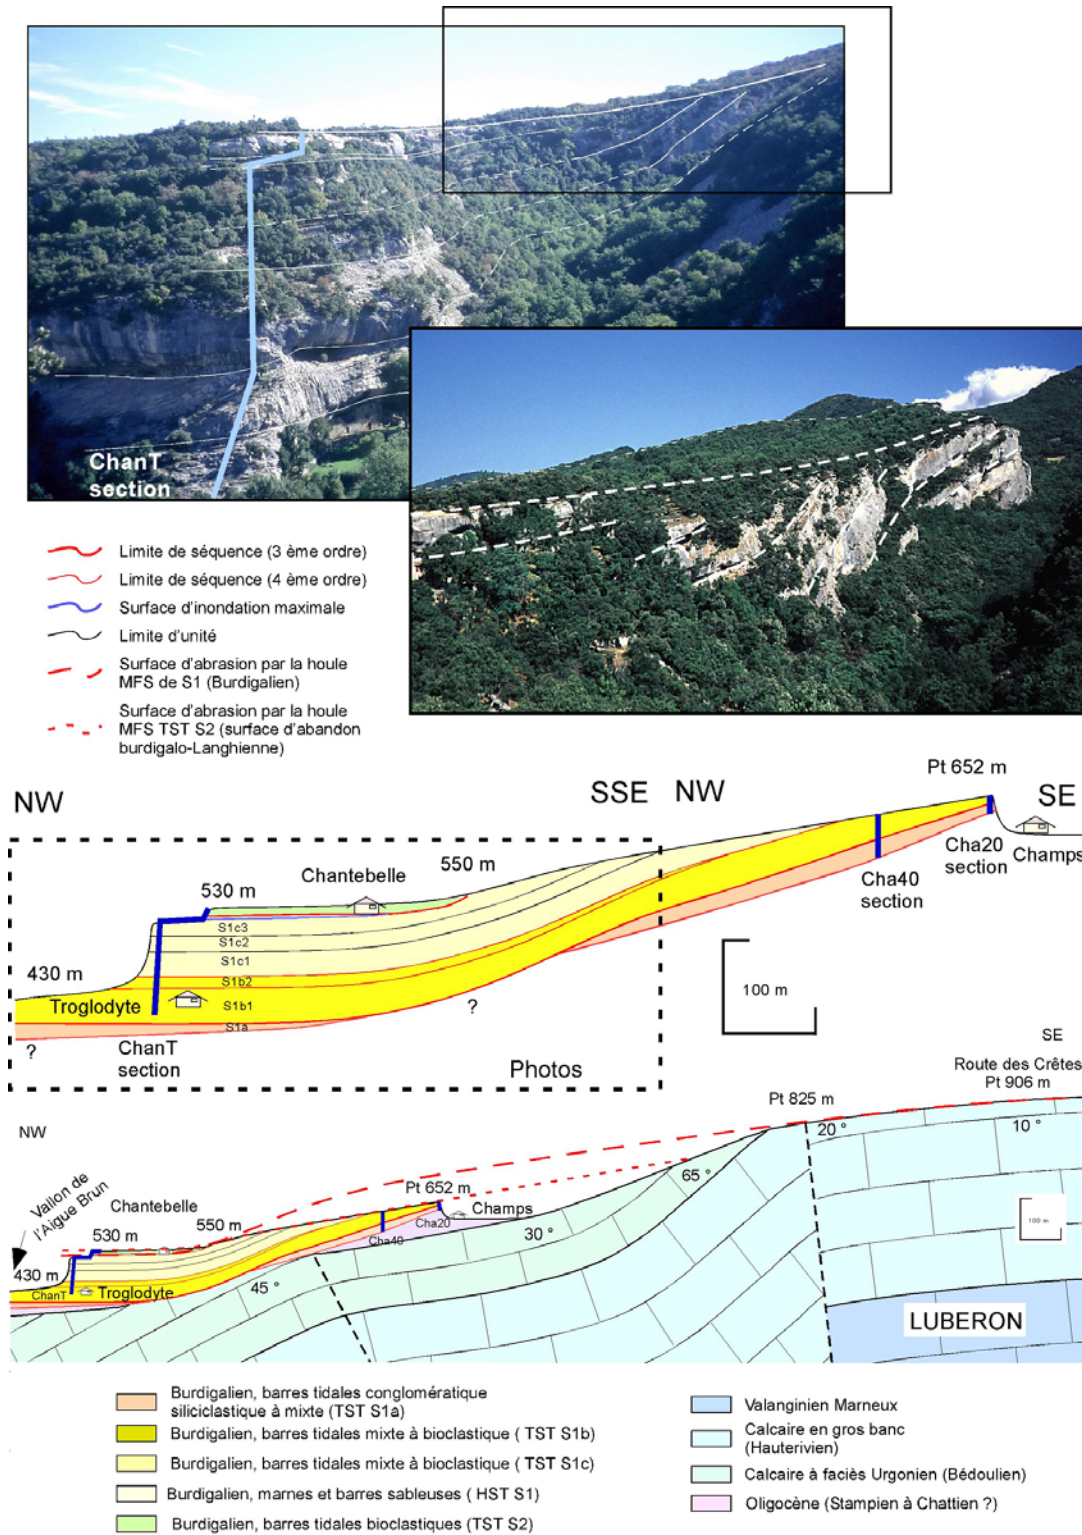 ChanT
section
Limite de séquence (3 ème ordre)
Limite de séquence (4 ème ordre)
Surface d'inondation maximale
Limite d'unité
Surface d'abrasion par la houle
MFS de S1 (Burdigalien)
Surface d'abrasion par la houle
MFS TST S2 (surface d'abandon
burdigalo-Langhienne)
NW
SSE
NW
Pt 652 m
SE
Chantebelle
550 m
530 m
Cha20
section
Champs
Cha40
section
S1c3
S1c2
S1c1
430 m
S1b2
Troglodyte
S1b1
S1a
?
?
ChanT
section
Photos
100 m
SE
Route des Crêtes
Pt 906 m
Pt 825 m
20 °
10 °
NW
Vallon de
l'Aigue Brun
Chantebelle
530 m
550 m
Pt 652 m
Cha20
Champs
Cha40
65 °
30 °
45 °
100 m
430 m
ChanT
Troglodyte
LUBERON
Burdigalien, barres tidales conglomératique
siliciclastique à mixte (TST S1a)
Burdigalien, barres tidales mixte à bioclastique ( TST S1b)
Burdigalien, barres tidales mixte à bioclastique ( TST S1c)
Burdigalien, marnes et barres sableuses ( HST S1)
Burdigalien, barres tidales bioclastiques (TST S2)
Valanginien Marneux
Calcaire en gros banc
(Hauterivien)
Calcaire à faciès Urgonien (Bédoulien)
Oligocène (Stampien à Chattien ?)